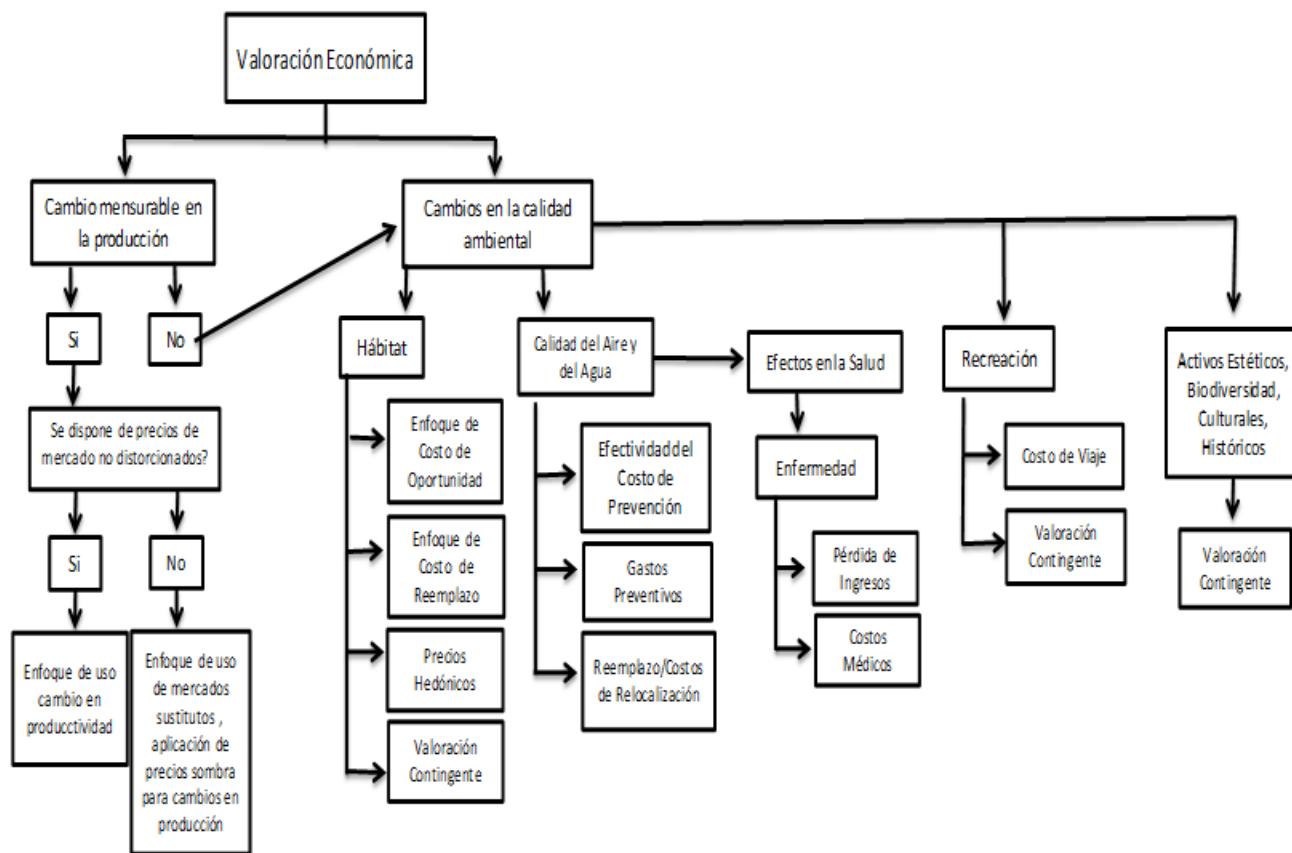 Valoración Económica
Cambio mensurable en
la producción
Cambios en la calidad
ambiental
Si
No
Hábitat
Calidad del Aire y
del Agua
Efectos en la Salud
Recreación
Activos Estéticos,
Biodiversidad,
Culturales,
Históricos
Se dispone de precios de
mercado no distorcionados?
Enfoque de
Costo de
Oportunidad
Efectividad del
Costo de
Prevención
Enfermedad
Costo de Viaje
Si
No
Enfoque de
Costo de
Reemplazo
Gastos
Preventivos
Pérdida de
Ingresos
Valoración
Contingente
Valoración
Contingente
Enfoque de uso
cambio en
producctividad
Enfoque de uso
de mercados
sustitutos ,
aplicación de
precios sombra
para cambios en
producción
Precios
Hedónicos
Reemplazo/Costos
de Relocalización
Costos
Médicos
Valoración
Contingente